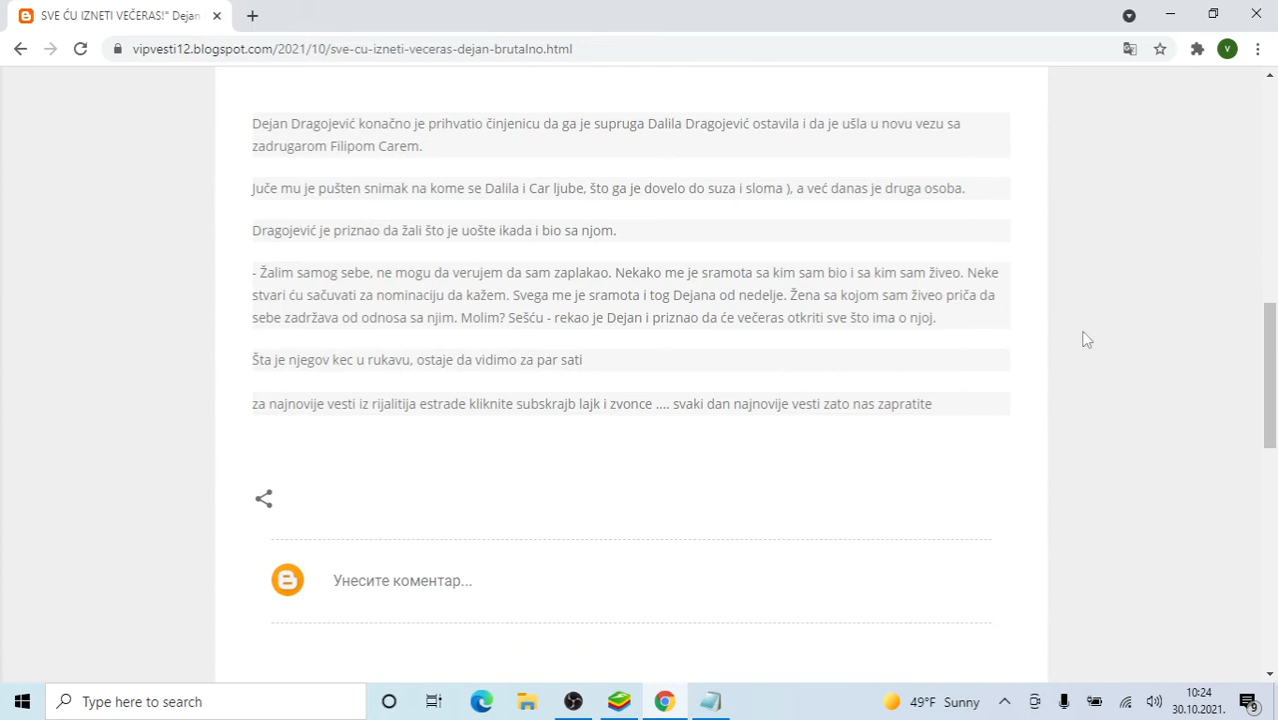 SVE ĆU IZNETI VEČERAS!" Dejan
vipvesti12.blogspot.com/2021/10/sve-cu-izneti-veceras-dejan-brutalno.html
V
Dejan Dragojević konačno je prihvatio činjenicu da ga je supruga Dalila Dragojević ostavila i da je ušla u novu vezu sa
zadrugarom Filipom Carem.
Juče mu je pušten snimak na kome se Dalila i Car ljube, što ga je dovelo do suza i sloma ), a već danas je druga osoba.
Dragojević je priznao da žali što je uošte ikada i bio sa njom.
- Žalim samog sebe, ne mogu da verujem da sam zaplakao. Nekako me je sramota sa kim sam bio i sa kim sam živeo. Neke
stvari ću sačuvati za nominaciju da kažem. Svega me je sramota i tog Dejana od nedelje. Žena sa kojom sam živeo priča da
sebe zadržava od odnosa sa njim. Molim? Sešću - rekao je Dejan i priznao da će večeras otkriti sve što ima o njoj.
Šta je njegov kec u rukavu, ostaje da vidimo za par sati
za najnovije vesti iz rijalitija estrade kliknite subskrajb lajk i zvonce .... svaki dan najnovije vesti zato nas zapratite
Унесите коментар...
Type here to search
49°F Sunny
10:24
30.10.2021.
9